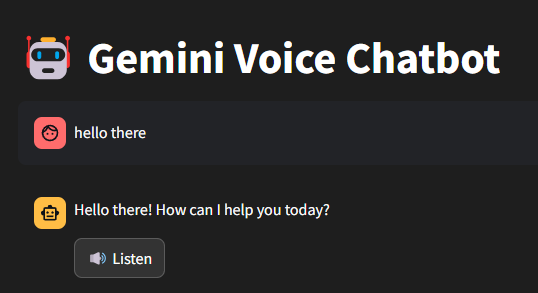 Gemini Voice Chatbot
hello there
Hello there! How can I help you today?
Listen